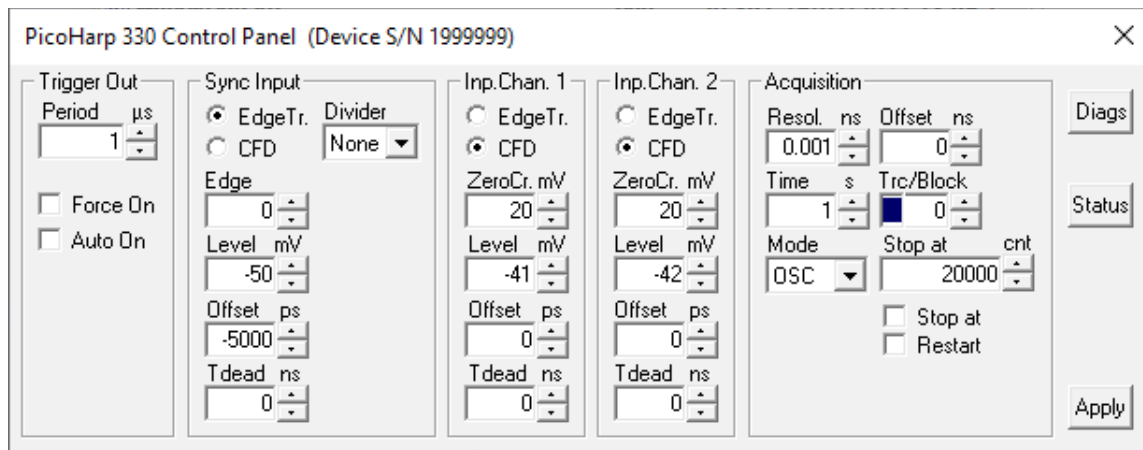 PicoHarp 330 Control Panel (Device S/N 1999999)
Trigger Out
Period µs
1
Force On
Auto On
Sync Input
EdgeTr.
CFD
Divider
None
Edge
0
Level mV
-50
Offset ps
-5000
Tdead ns
0
Inp.Chan. 1
EdgeTr.
CFD
ZeroCr. mV
20
Level mV
-41
Offset ps
0
Tdead ns
0
Inp.Chan. 2
EdgeTr.
CFD
ZeroCr. mV
20
Level mV
-42
Offset ps
0
Tdead ns
0
Acquisition
Resol. ns
0.001
Offset ns
0
Time s
1
Trc/Block
0
Mode
OSC
Stop at cnt
20000
Stop at
Restart
Diags
Status
Apply